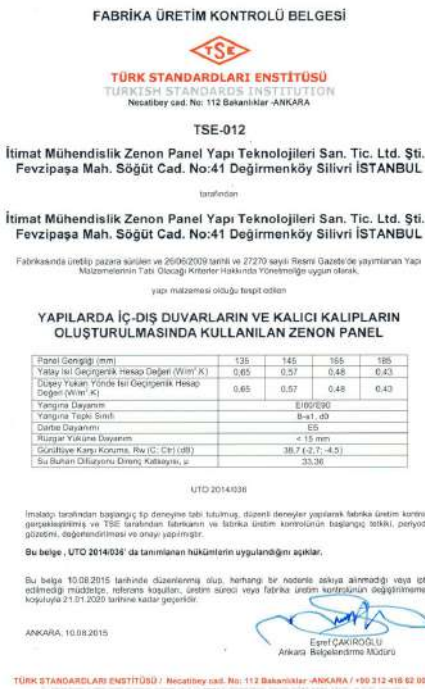 FABRİKA ÜRETİM KONTROLÜ BELGESİ
TSE
TÜRK STANDARDLARI ENSTİTÜSÜ
TURKISH STANDARDS INSTITUTION
Necatibey cad. No: 112 Bakanlıklar -ANKARA
TSE-012
İtimat Mühendislik Zenon Panel Yapı Teknolojileri San. Tic. Ltd. Şti.
Fevzipaşa Mah. Söğüt Cad. No:41 Değirmenköy Silivri İSTANBUL
tarafından
İtimat Mühendislik Zenon Panel Yapı Teknolojileri San. Tic. Ltd. Şti.
Fevzipaşa Mah. Söğüt Cad. No:41 Değirmenköy Silivri İSTANBUL
Fabrikasında üretilip pazara sürülen ve 26/06/2009 tarihli ve 27270 sayılı Resmi Gazete'de yayımlanan Yapı
Malzemelerinin Tabi Olacağı Kriterler Hakkında Yönetmeliğe uygun olarak,
yapı malzemesi olduğu tespit edilen
YAPILARDA İÇ-DIŞ DUVARLARIN VE KALICI KALIPLARIN
OLUŞTURULMASINDA KULLANILAN ZENON PANEL
Panel Genişliği (mm) 135 145 165 185
Yatay Isıl Geçirgenlik Hesap Değeri (W/m².K) 0,65 0,57 0,48 0,43
Düşey Yukarı Yönde Isıl Geçirgenlik Hesap
Değeri (W/m².K) 0,65 0,57 0,48 0,43
Yangına Dayanım EI60/E90
Yangına Tepki Sınıfı B-s1, d0
Darbe Dayanımı E5
Rüzgar Yüküne Dayanım < 15 mm
Gürültüye Karşı Koruma, Rw (C; Ctr) (dB) 38,7 (-2,7; -4,5)
Su Buharı Difüzyonu Direnç Katsayısı, µ 33,36
UTO 2014/036
İmalatçı tarafından başlangıç tip deneyine tabi tutulmuş, düzenli deneyler yapılarak fabrika üretim kontro
gerçekleştirilmiş ve TSE tarafından fabrikanın ve fabrika üretim kontrolünün başlangıç tetkiki, periyod
gözetimi, değerlendirilmesi ve onayı yapılmıştır.
Bu belge , UTO 2014/036' da tanımlanan hükümlerin uygulandığını açıklar.
Bu belge 10.08.2015 tarihinde düzenlenmiş olup, herhangi bir nedenle askıya alınmadığı veya ipt
edilmediği müddetçe, referans koşulları, üretim süreci veya fabrika üretim kontrolünün değiştirilmeme
koşuluyla 21.01.2020 tarihine kadar geçerlidir.
ANKARA, 10.08.2015
Eşref ÇAKIROĞLU
Ankara Belgelendirme Müdürü
TÜRK STANDARDLARI ENSTİTÜSÜ / Necatibey cad. No: 112 Bakanlıklar -ANKARA / +90 312 416 62 00